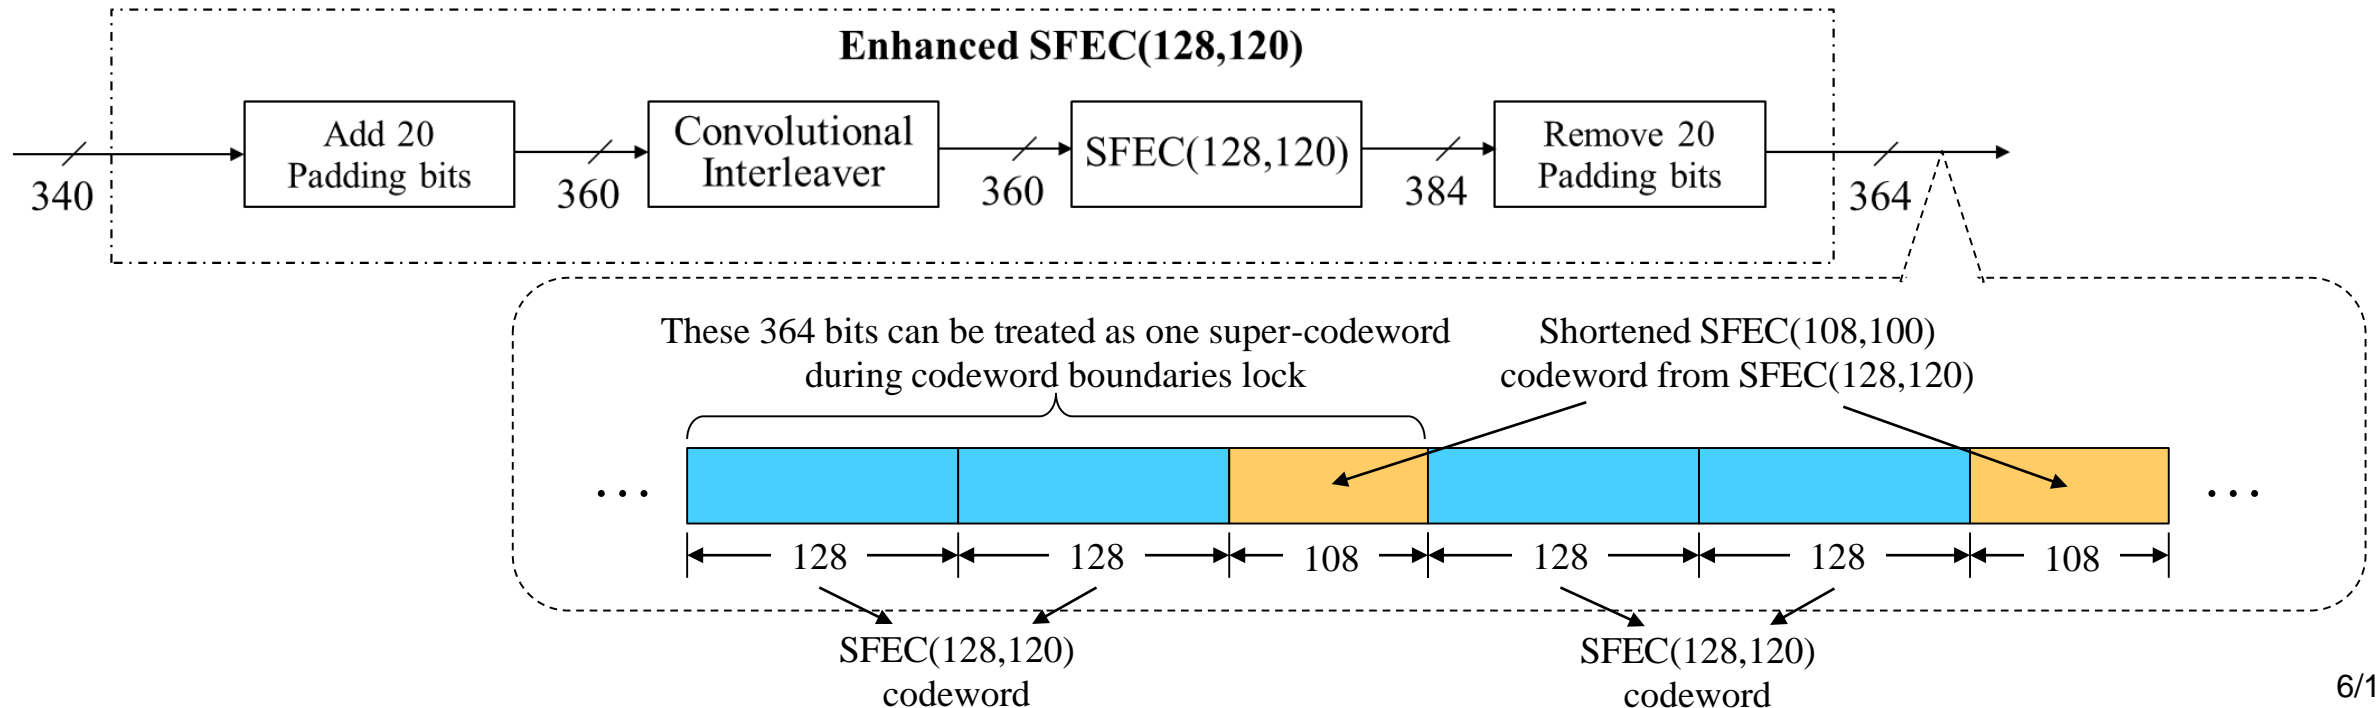 Enhanced SFEC(128,120)
Add 20
Padding bits
Convolutional
Interleaver
SFEC(128,120)
Remove 20
Padding bits
340
360
360
384
364
These 364 bits can be treated as one super-codeword
during codeword boundaries lock
Shortened SFEC(108,100)
codeword from SFEC(128,120)
...
...
128
128
108
128
128
108
SFEC(128,120)
codeword
SFEC(128,120)
codeword
6/1